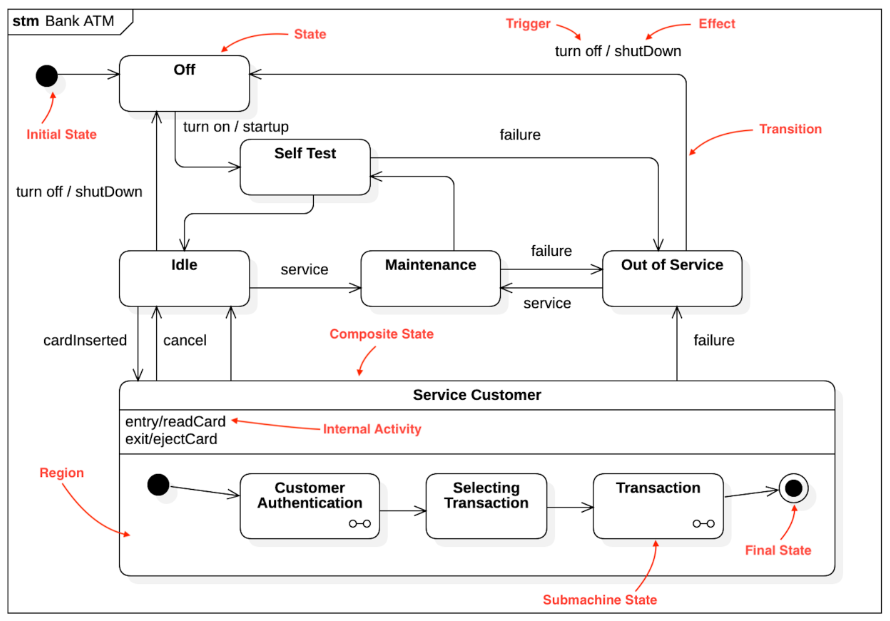 stm Bank ATM
State
Trigger
Effect
turn off / shutDown
Off
Initial State
turn on / startup
Transition
failure
Self Test
turn off / shutDown
Idle
service
Maintenance
failure
Out of Service
service
cardInserted
cancel
Composite State
failure
Service Customer
entry/readCard
exit/ejectCard
Internal Activity
Region
Customer
Authentication
Selecting
Transaction
Transaction
Final State
Submachine State